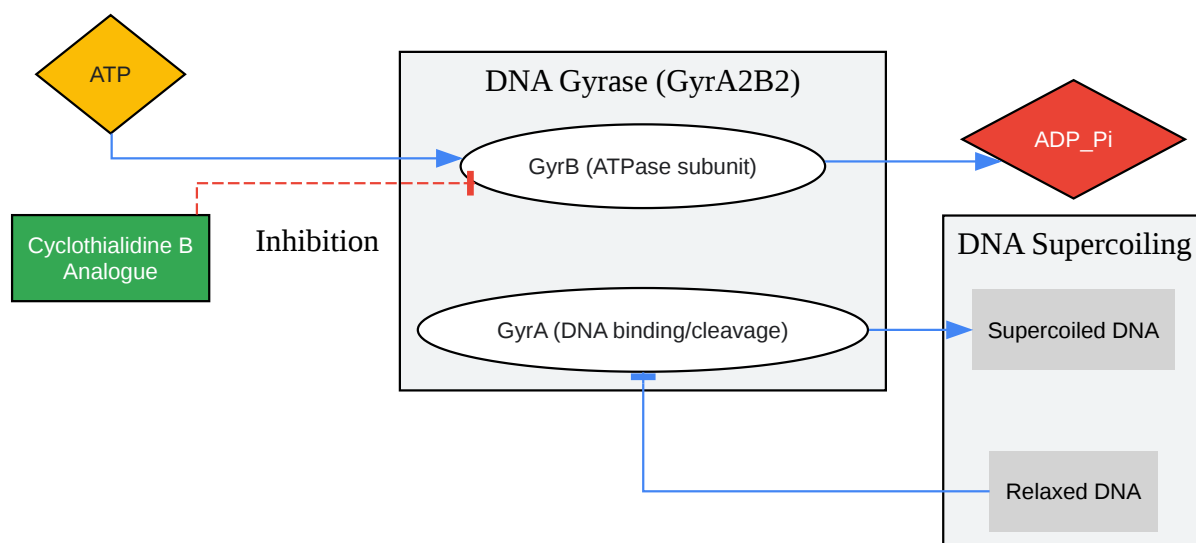 ATP
DNA Gyrase (GyrA2B2)
GyrB (ATPase subunit)
ADP_Pi
Cyclothialidine B
Analogue
Inhibition
DNA Supercoiling
GyrA (DNA binding/cleavage)
Supercoiled DNA
Relaxed DNA